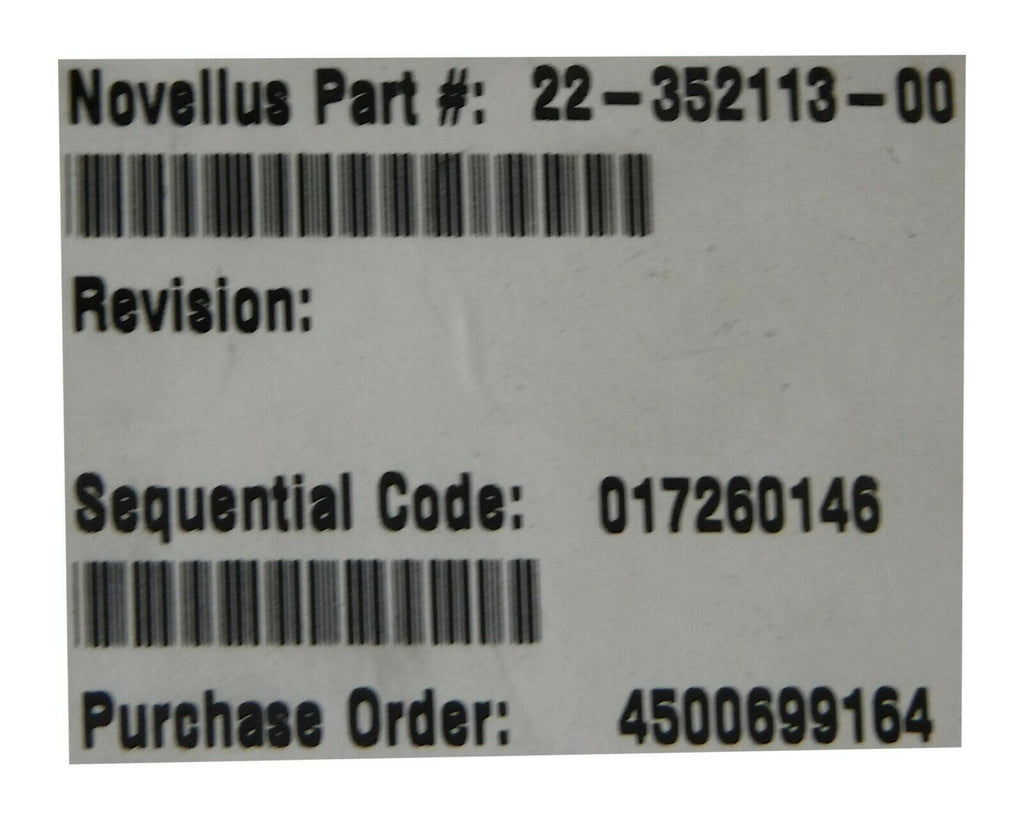 Novellus Part #: 22-352113-00
Revision:
Sequential Code: 017260146
Purchase Order: 4500699164